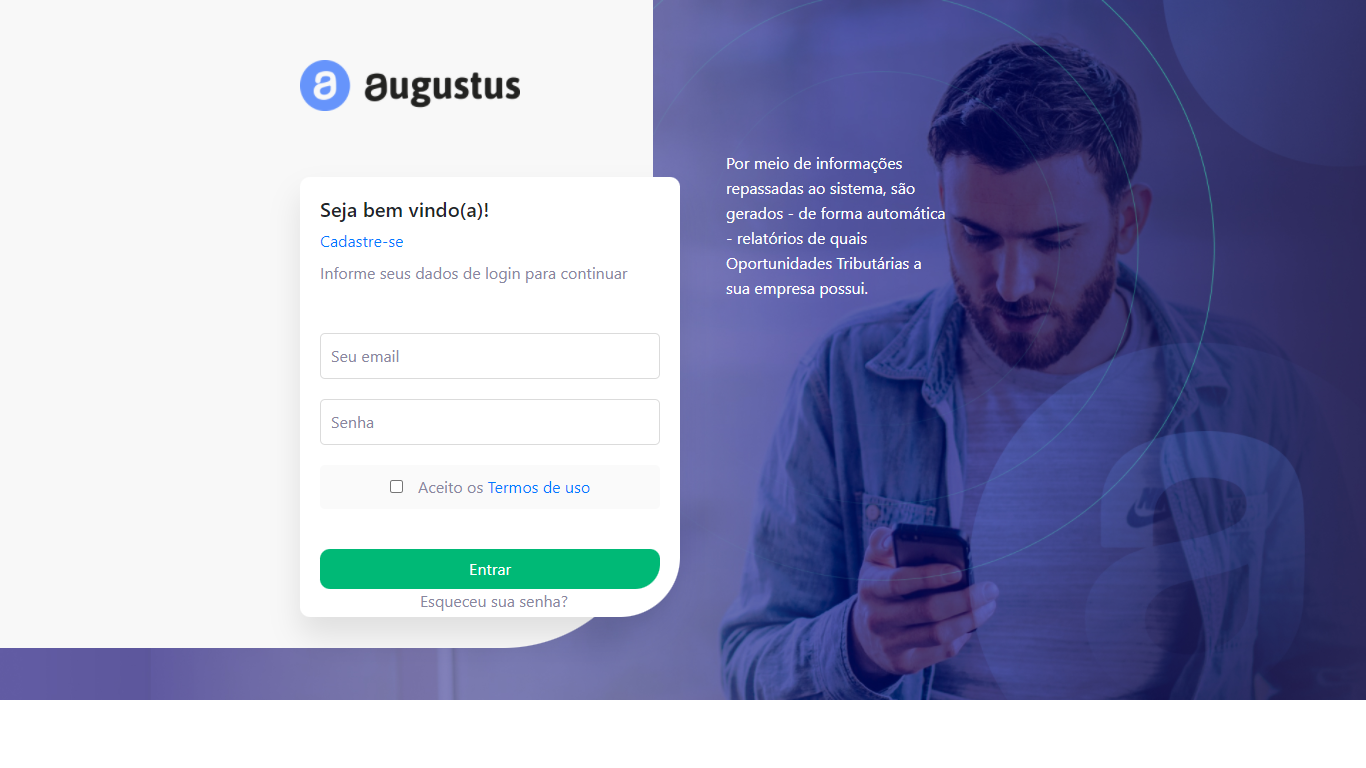 augustus
Seja bem vindo(a)!
Cadastre-se
Informe seus dados de login para continuar
Seu email
Senha
Aceito os Termos de uso
Entrar
Esqueceu sua senha?
Por meio de informações
repassadas ao sistema, são
gerados - de forma automática
- relatórios de quais
Oportunidades Tributárias a
sua empresa possui.